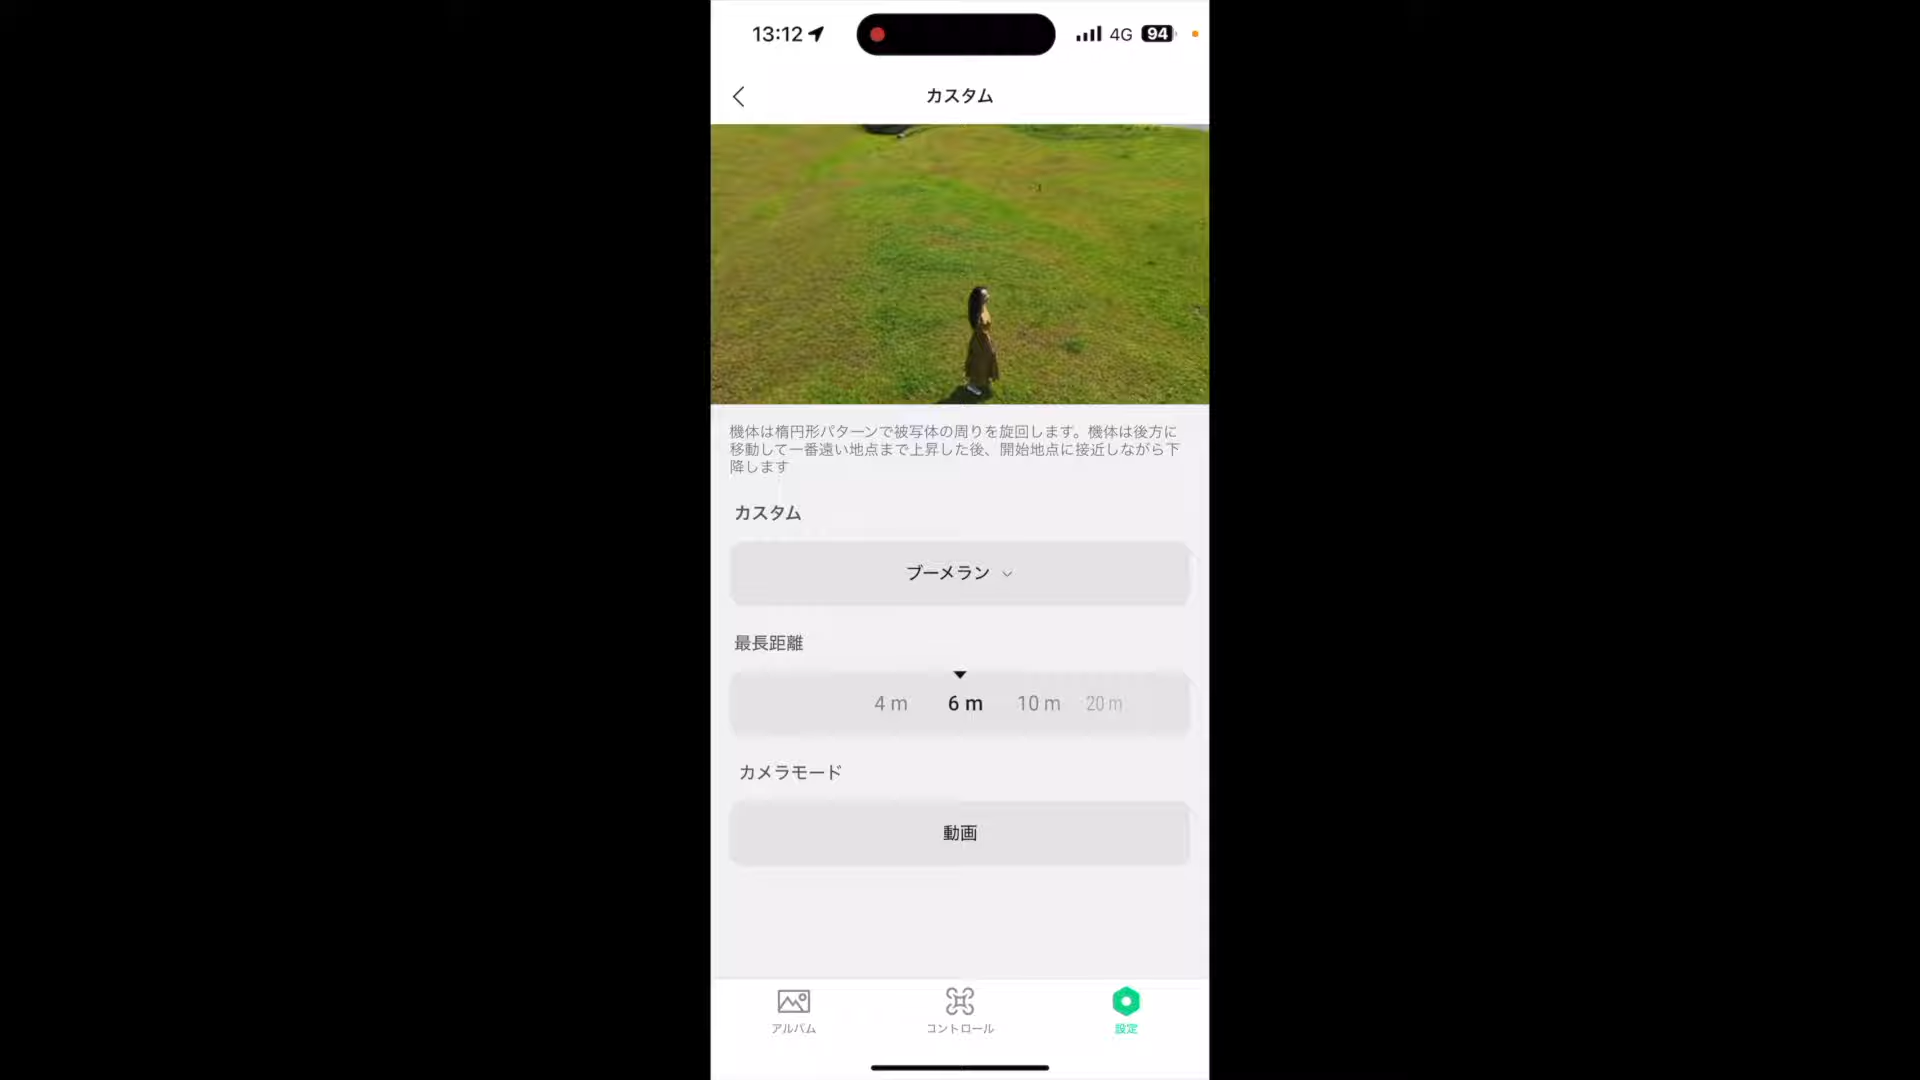 13:12 4G 94
カスタム
機体は楕円形パターンで被写体の周りを旋回します。機体は後方に
移動して一番遠い地点まで上昇した後、開始地点に接近しながら下
降します
カスタム
ブーメラン
最長距離
4 m 6 m 10 m 20 m
カメラモード
動画
アルバム コントロール 設定